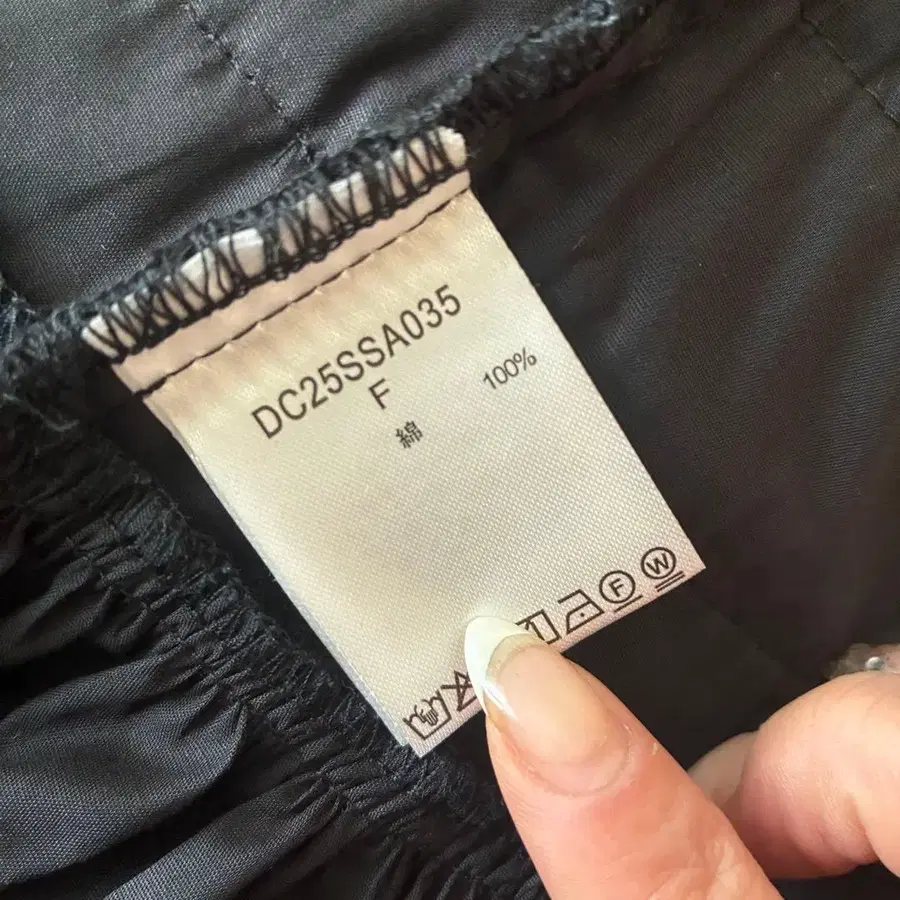 DC25SSA035
F
綿 100%
F W